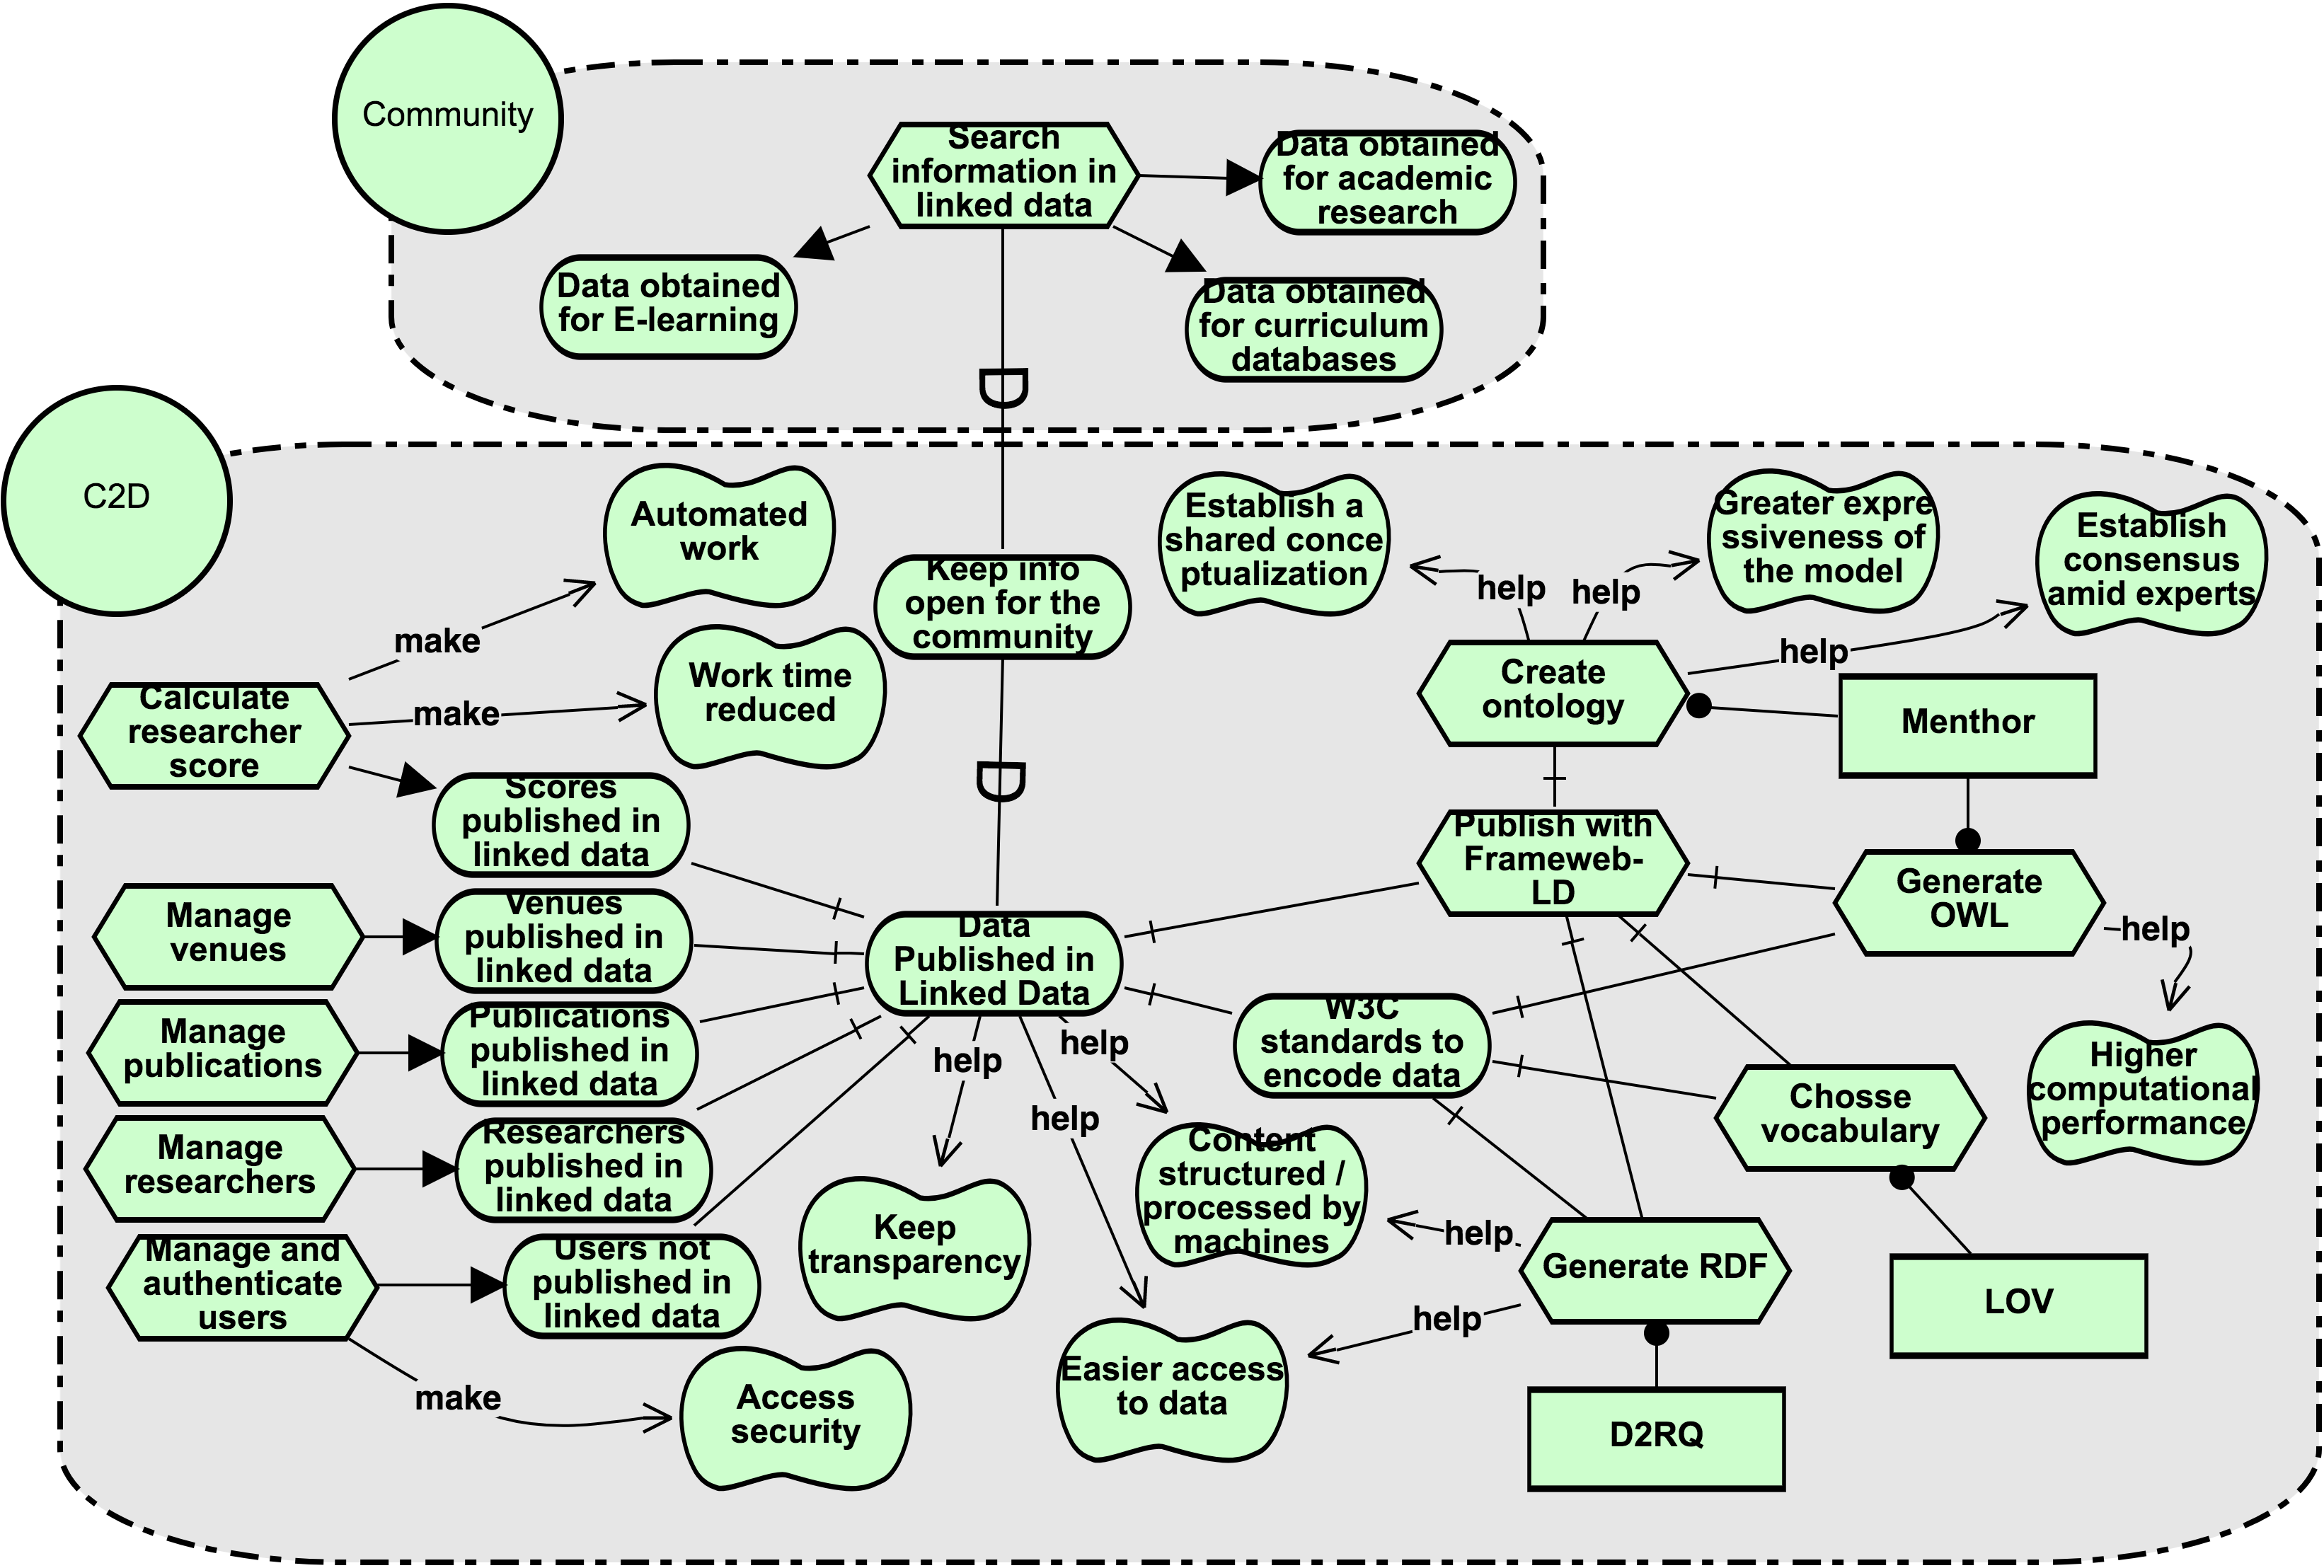 Community
Search
information in
linked data
Data obtained
for academic
research
Data obtained
for E-learning
Data obtained
for curriculum
databases
C2D
Automated
work
Keep info
open for the
community
Establish a
shared conce
ptualization
Greater expre
ssiveness of
the model
Establish
consensus
amid experts
help
help
help
make
make
Work time
reduced
Calculate
researcher
score
Create
ontology
Menthor
Scores
published in
linked data
Publish with
Frameweb-
LD
Generate
OWL
help
Manage
venues
Venues
published in
linked data
Data
Published in
Linked Data
Manage
publications
Publications
published in
linked data
help
help
help
W3C
standards to
encode data
Chosse
vocabulary
Higher
computational
performance
Manage
researchers
Researchers
published in
linked data
Content
structured /
processed by
machines
Keep
transparency
help
help
Generate RDF
LOV
Manage and
authenticate
users
Users not
published in
linked data
make
Access
security
Easier access
to data
D2RQ